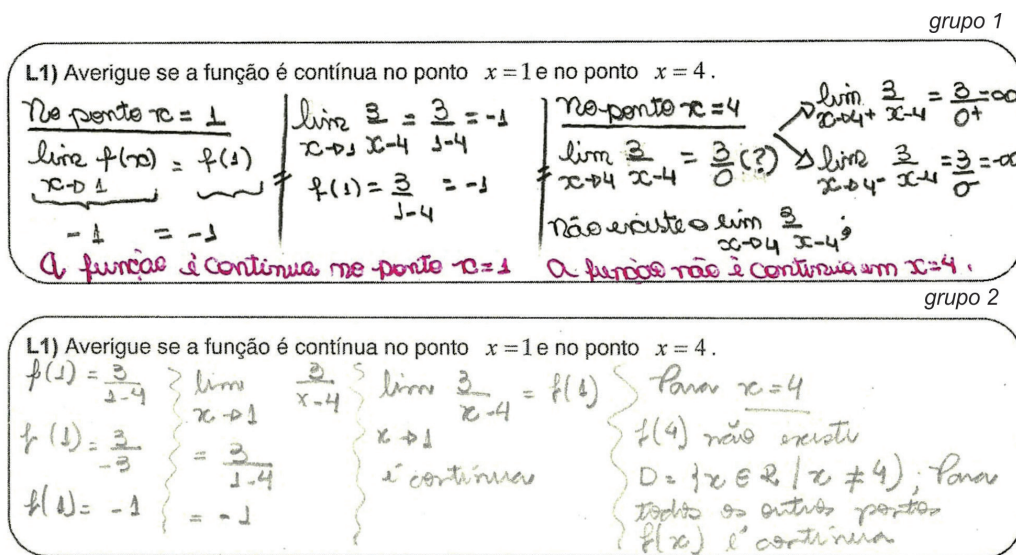 grupo 1
L1) Averigue se a função é contínua no ponto x = 1 e no ponto x = 4.
No ponto x = 1
lim f(x) = f(1)
x→1
-1 = -1
A função é contínua no ponto x=1
lim 3/(x-4) = 3/(1-4) = -1
x→1
f(1) = 3/(1-4) = -1
No ponto x=4
lim 3/(x-4) = 3/0 (?)
x→4
lim 3/(x-4) = 3/0+ = ∞
x→4+
lim 3/(x-4) = 3/0- = -∞
x→4-
Não existe o lim 3/(x-4);
x→4
A função não é contínua em x=4.
grupo 2
L1) Averigue se a função é contínua no ponto x = 1 e no ponto x = 4.
f(1) = 3/(1-4)
f(1) = 3/-3
f(1) = -1
lim 3/(x-4)
x→1
= 3/(1-4)
= -1
lim 3/(x-4) = f(1)
x→1
é contínua
Para x=4
f(4) não existe
D = {x ∈ R / x ≠ 4); Para
todos os outros pontos
f(x) é contínua